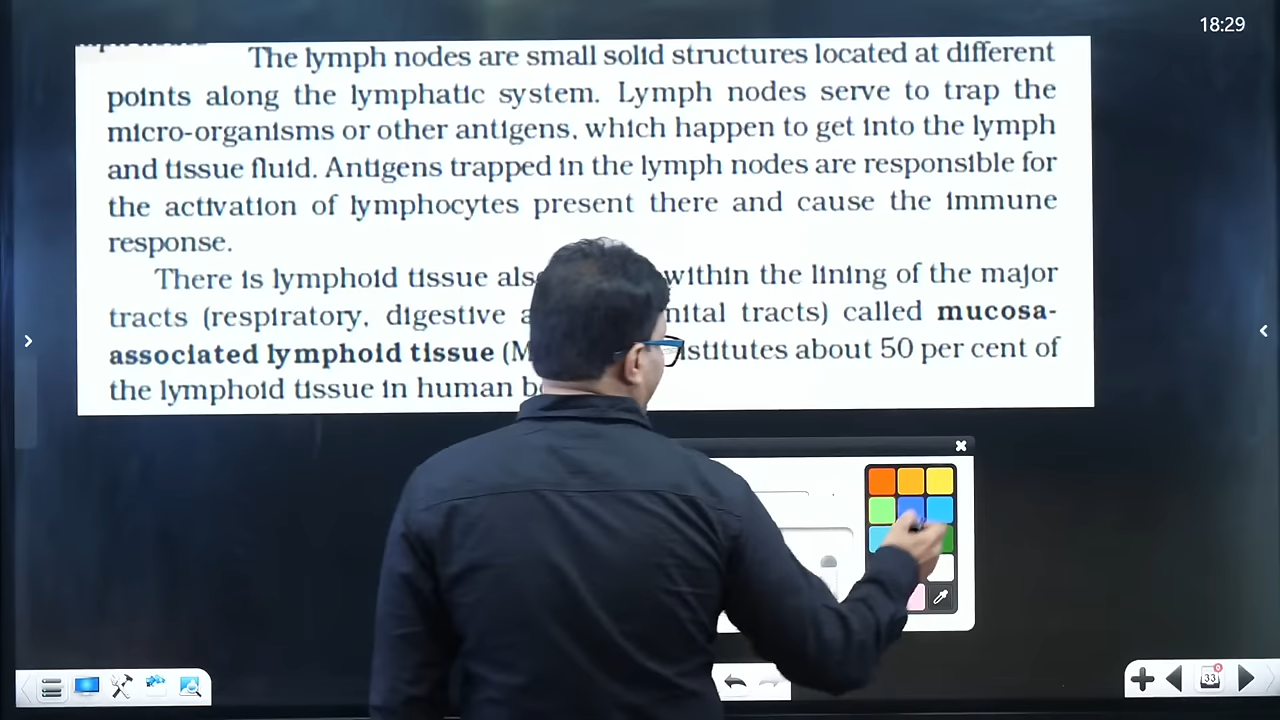 18:29
The lymph nodes are small solid structures located at different
points along the lymphatic system. Lymph nodes serve to trap the
micro-organisms or other antigens, which happen to get into the lymph
and tissue fluid. Antigens trapped in the lymph nodes are responsible for
the activation of lymphocytes present there and cause the immune
response.
There is lymphoid tissue within the lining of the major
tracts (respiratory, digestive tracts) called mucosa-
associated lymphoid tissue about 50 per cent of
the lymphoid tissue in human
33